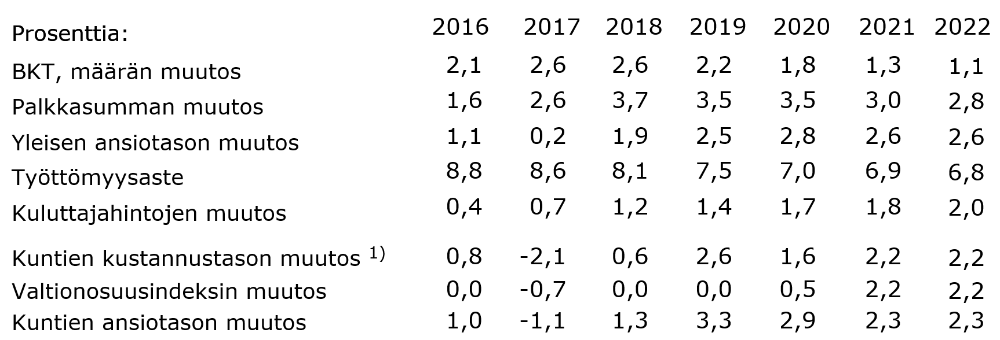 Prosenttia: 2016 2017 2018 2019 2020 2021 2022
BKT, määrän muutos 2,1 2,6 2,6 2,2 1,8 1,3 1,1
Palkkasumman muutos 1,6 2,6 3,7 3,5 3,5 3,0 2,8
Yleisen ansiotason muutos 1,1 0,2 1,9 2,5 2,8 2,6 2,6
Työttömyysaste 8,8 8,6 8,1 7,5 7,0 6,9 6,8
Kuluttajahintojen muutos 0,4 0,7 1,2 1,4 1,7 1,8 2,0
Kuntien kustannustason muutos 1) 0,8 -2,1 0,6 2,6 1,6 2,2 2,2
Valtionosuusindeksin muutos 0,0 -0,7 0,0 0,0 0,5 2,2 2,2
Kuntien ansiotason muutos 1,0 -1,1 1,3 3,3 2,9 2,3 2,3